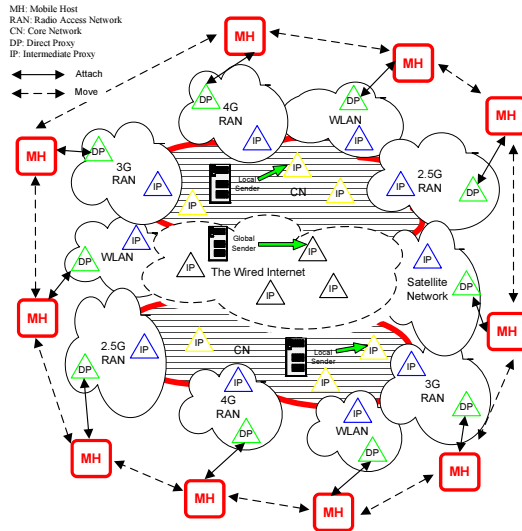 MH: Mobile Host
RAN: Radio Access Network
CN: Core Network
DP: Direct Proxy
IP: Intermediate Proxy
Attach
Move
MH
MH
MH
MH
DP
4G
RAN
IP
DP
WLAN
IP
DP
3G
RAN
IP
Local
Sender
IP
CN
IP
IP
2.5G
RAN
IP
DP
IP
WLAN
DP
Global
Sender
IP
The Wired Internet
IP
IP
IP
IP
Satellite
Network
DP
MH
MH
2.5G
RAN
IP
DP
IP
CN
Local
Sender
IP
IP
IP
3G
RAN
DP
IP
4G
RAN
DP
IP
WLAN
DP
MH
MH
MH
MH